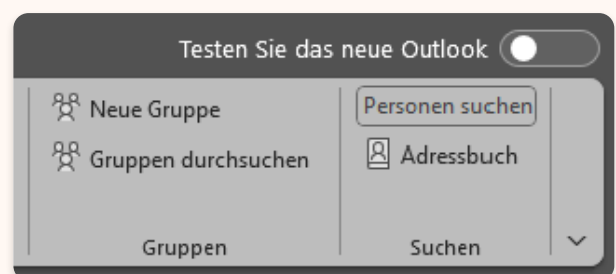 Testen Sie das neue Outlook
Neue Gruppe
Gruppen durchsuchen
Gruppen
Personen suchen
Adressbuch
Suchen